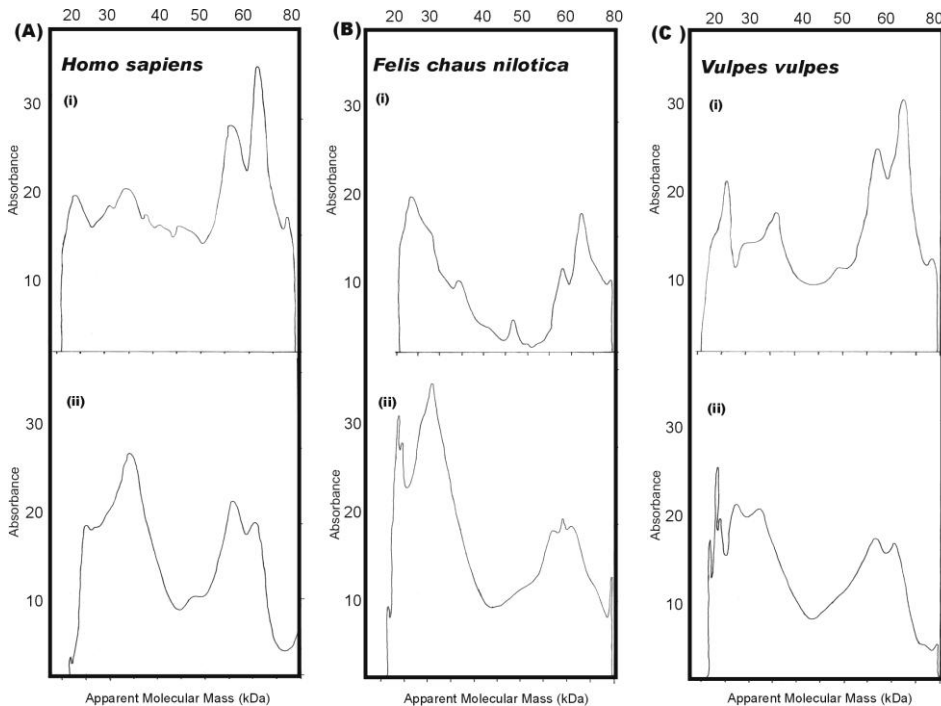 (A)
20 30 40 50 60 70 80
Homo sapiens
(i)
Absorbance
30
20
10
(ii)
Absorbance
30
20
10
Apparent Molecular Mass (kDa)
(B)
20 30 40 50 60 70 80
Felis chaus nilotica
(i)
Absorbance
30
20
10
(ii)
Absorbance
30
20
10
Apparent Molecular Mass (kDa)
(C )
20 30 40 50 60 70 80
Vulpes vulpes
(i)
Absorbance
30
20
10
(ii)
Absorbance
30
20
10
Apparent Molecular Mass (kDa)